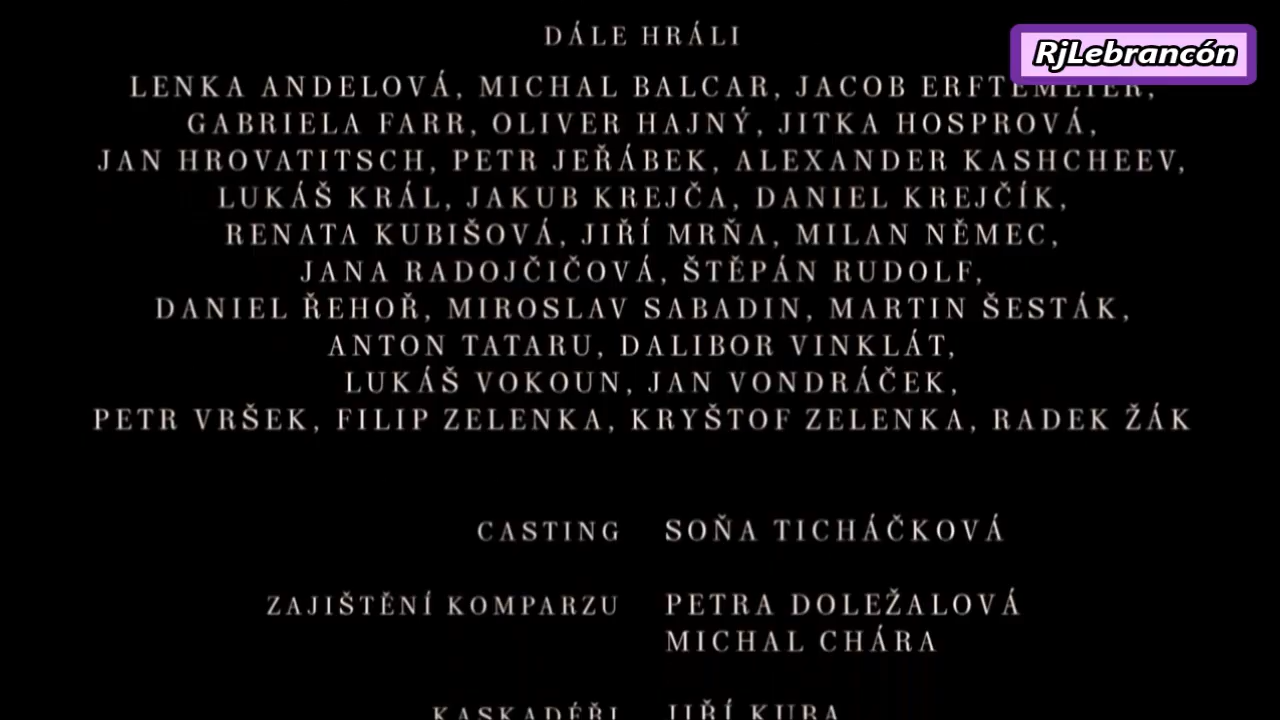 DÁLE HRÁLI
RjLebrancón
LENKA ANDELOVÁ, MICHAL BALCAR, JACOB ERFTEMEIER,
GABRIELA FARR, OLIVER HAJNÝ, JITKA HOSPROVÁ,
JAN HROVATITSCH, PETR JEŘÁBEK, ALEXANDER KASHCHEEV,
LUKÁŠ KRÁL, JAKUB KREJČA, DANIEL KREJČÍK,
RENATA KUBIŠOVÁ, JIŘÍ MRŇA, MILAN NĚMEC,
JANA RADOJČIČOVÁ, ŠTĚPÁN RUDOLF,
DANIEL ŘEHOŘ, MIROSLAV SABADIN, MARTIN ŠESTÁK,
ANTON TATARU, DALIBOR VINKLÁT,
LUKÁŠ VOKOUN, JAN VONDRÁČEK,
PETR VRŠEK, FILIP ZELENKA, KRYŠTOF ZELENKA, RADEK ŽÁK
CASTING SOŇA TICHÁČKOVÁ
ZAJIŠTĚNÍ KOMPARZU PETRA DOLEŽALOVÁ
MICHAL CHÁRA
KASKADÉŘI JIŘÍ KUBA